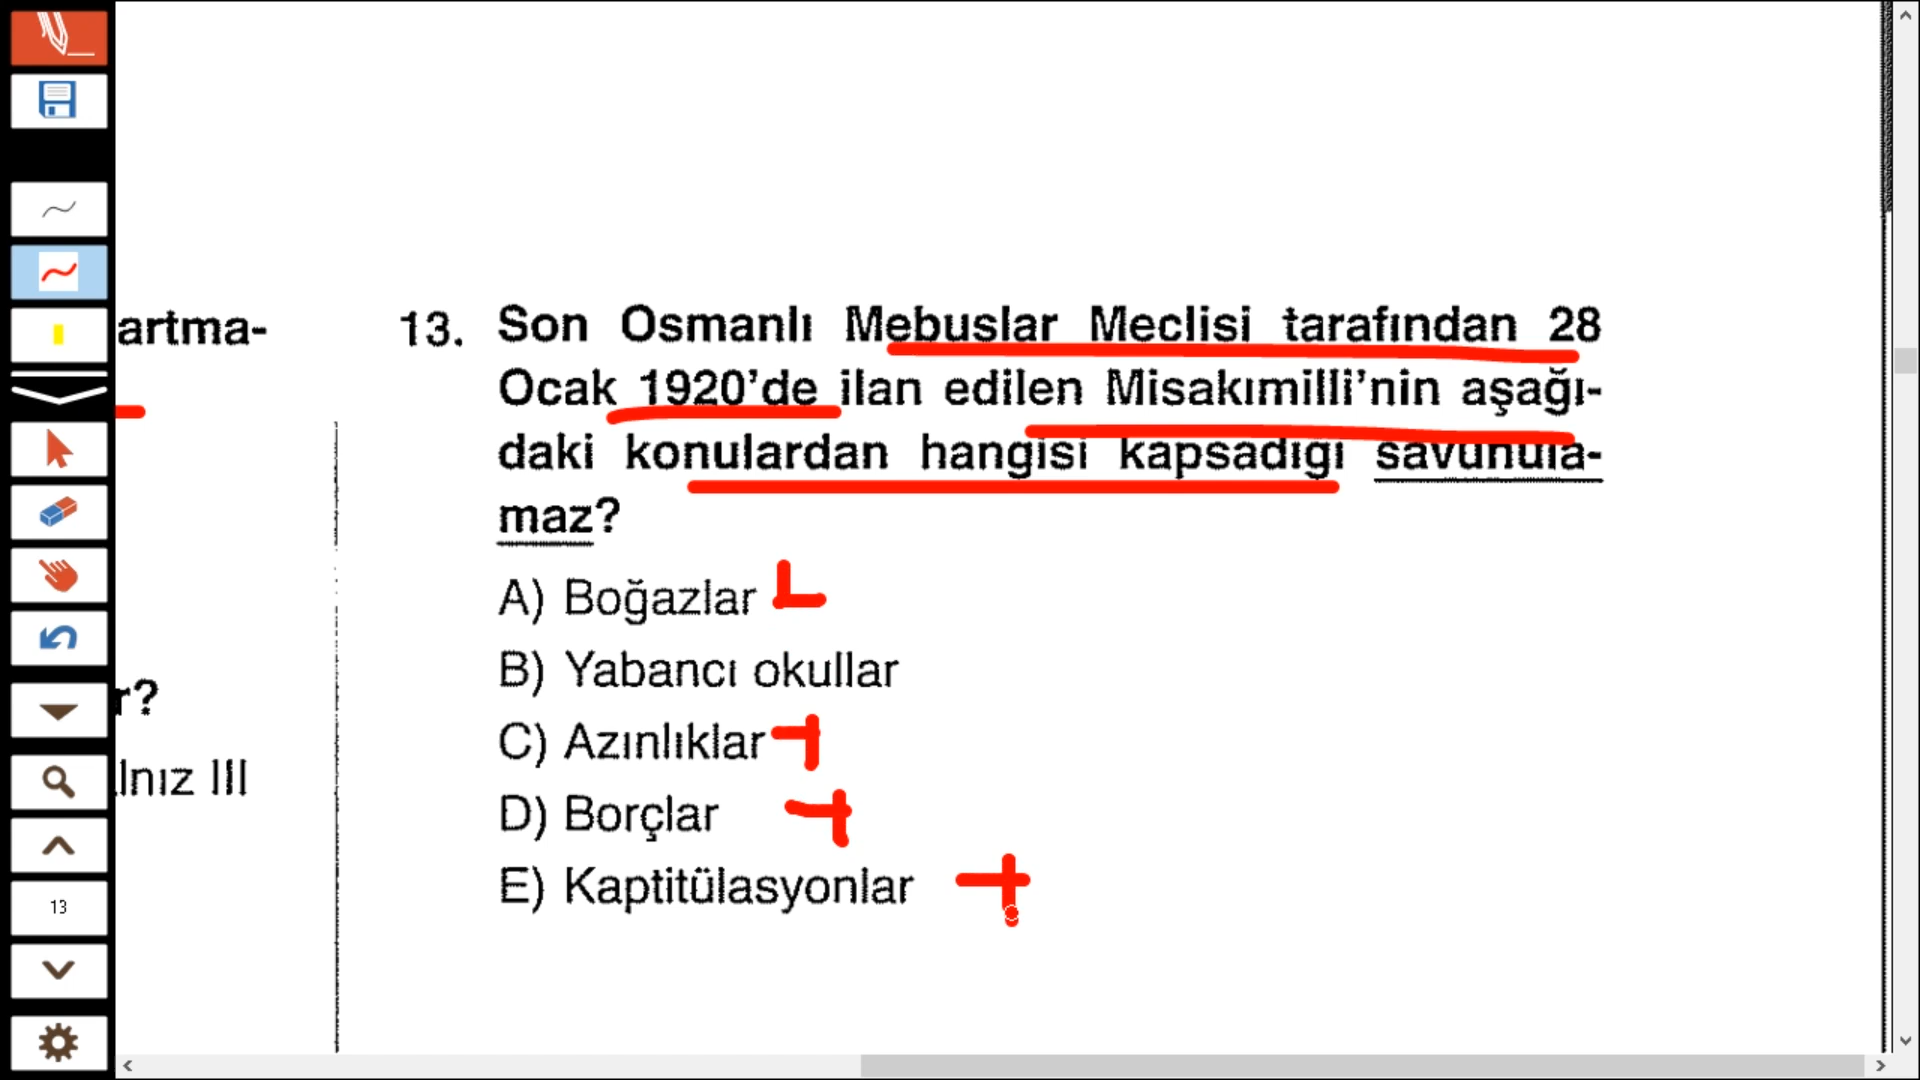 artma-
r?
lnız III
13. Son Osmanlı Mebuslar Meclisi tarafından 28
Ocak 1920'de ilan edilen Misakımilli'nin aşağı-
daki konulardan hangisi kapsadığı savunula-
maz?
A) Boğazlar
B) Yabancı okullar
C) Azınlıklar
D) Borçlar
E) Kaptitülasyonlar
13